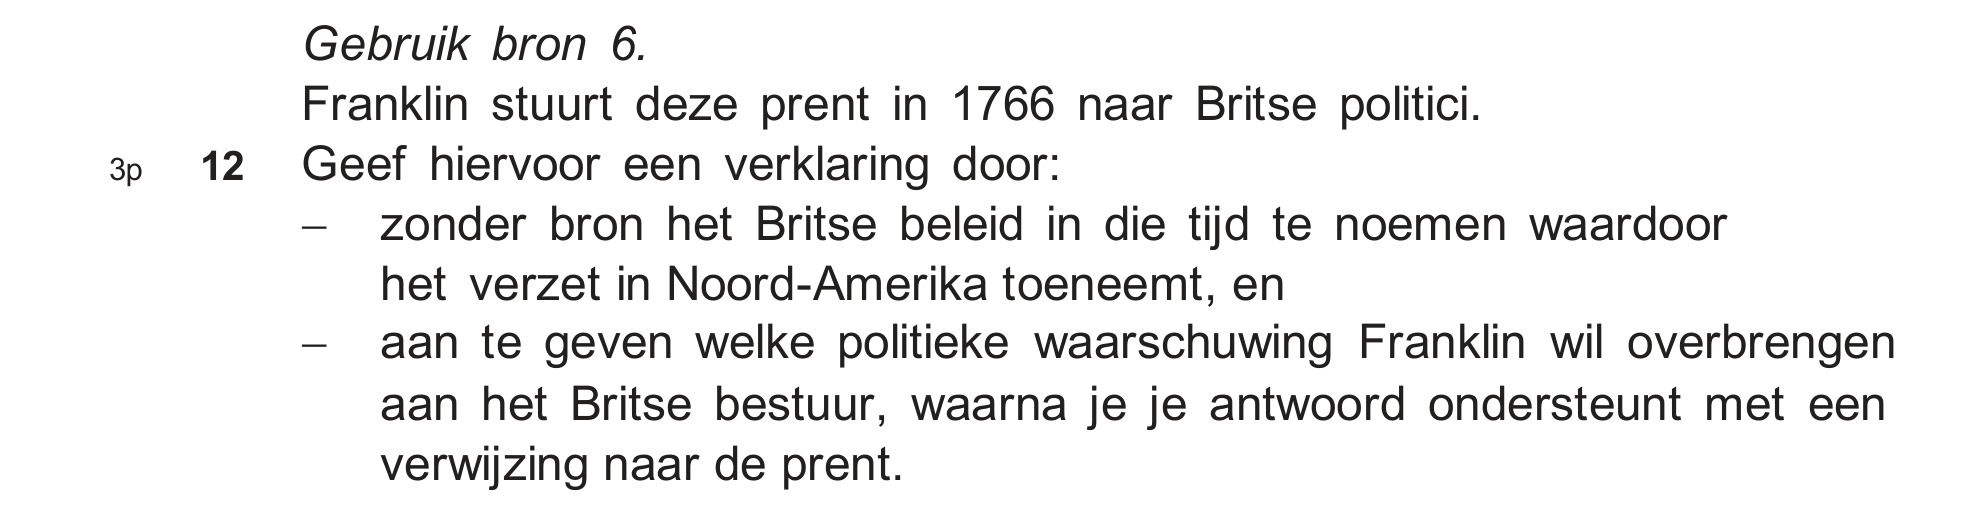 Gebruik bron 6.
Franklin stuurt deze prent in 1766 naar Britse politici.
3p 12 Geef hiervoor een verklaring door:
– zonder bron het Britse beleid in die tijd te noemen waardoor
het verzet in Noord-Amerika toeneemt, en
– aan te geven welke politieke waarschuwing Franklin wil overbrengen
aan het Britse bestuur, waarna je je antwoord ondersteunt met een
verwijzing naar de prent.